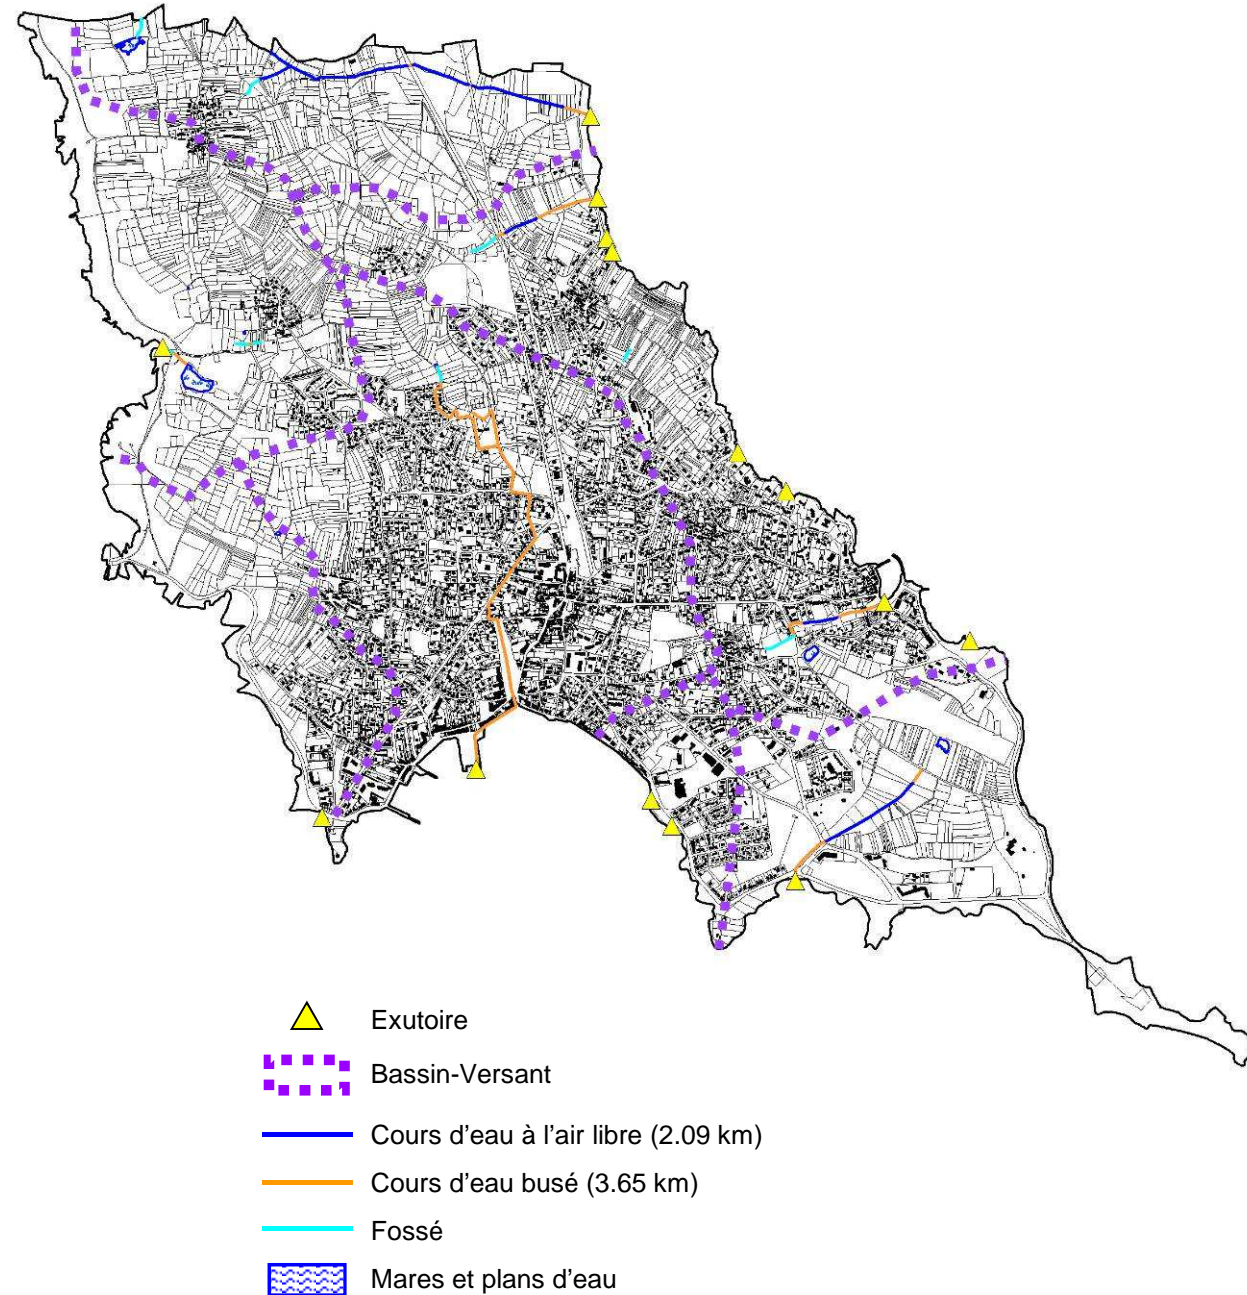 Exutoire
Bassin-Versant
Cours d'eau à l'air libre (2.09 km)
Cours d'eau busé (3.65 km)
Fossé
Mares et plans d'eau